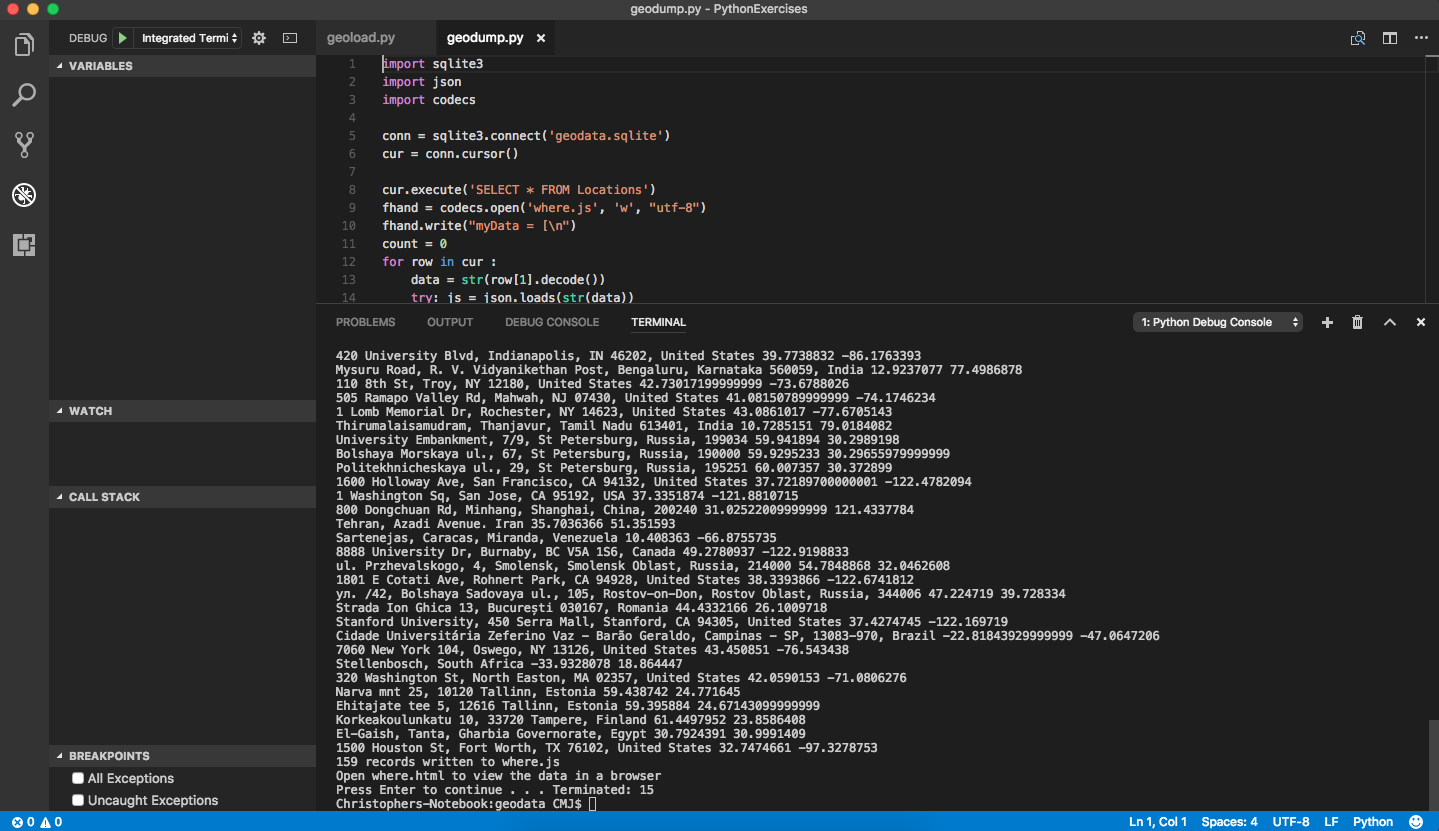 geodump.py - PythonExercises
DEBUG Integrated Termi
geoload.py geodump.py
VARIABLES
WATCH
CALL STACK
BREAKPOINTS
All Exceptions
Uncaught Exceptions
1 import sqlite3
2 import json
3 import codecs
4
5 conn = sqlite3.connect('geodata.sqlite')
6 cur = conn.cursor()
7
8 cur.execute('SELECT * FROM Locations')
9 fhand = codecs.open('where.js', 'w', "utf-8")
10 fhand.write("myData = [\n")
11 count = 0
12 for row in cur :
13 data = str(row[1].decode())
14 try: js = json.loads(str(data))
PROBLEMS OUTPUT DEBUG CONSOLE TERMINAL 1: Python Debug Console
420 University Blvd, Indianapolis, IN 46202, United States 39.7738832 -86.1763393
Mysuru Road, R. V. Vidyanikethan Post, Bengaluru, Karnataka 560059, India 12.9237077 77.4986878
110 8th St, Troy, NY 12180, United States 42.73017199999999 -73.6788026
505 Ramapo Valley Rd, Mahwah, NJ 07430, United States 41.08150789999999 -74.1746234
1 Lomb Memorial Dr, Rochester, NY 14623, United States 43.0861017 -77.6705143
Thirumalaisamudram, Thanjavur, Tamil Nadu 613401, India 10.7285151 79.0184082
University Embankment, 7/9, St Petersburg, Russia, 199034 59.941894 30.2989198
Bolshaya Morskaya ul., 67, St Petersburg, Russia, 190000 59.9295233 30.29655979999999
Politekhnicheskaya ul., 29, St Petersburg, Russia, 195251 60.007357 30.372899
1600 Holloway Ave, San Francisco, CA 94132, United States 37.72189700000001 -122.4782094
1 Washington Sq, San Jose, CA 95192, USA 37.3351874 -121.8810715
800 Dongchuan Rd, Minhang, Shanghai, China, 200240 31.02522009999999 121.4337784
Tehran, Azadi Avenue. Iran 35.7036366 51.351593
Sartenejas, Caracas, Miranda, Venezuela 10.408363 -66.8755735
8888 University Dr, Burnaby, BC V5A 1S6, Canada 49.2780937 -122.9198833
ul. Przhevalskogo, 4, Smolensk, Smolensk Oblast, Russia, 214000 54.7848868 32.0462608
1801 E Cotati Ave, Rohnert Park, CA 94928, United States 38.3393866 -122.6741812
ул. /42, Bolshaya Sadovaya ul., 105, Rostov-on-Don, Rostov Oblast, Russia, 344006 47.224719 39.728334
Strada Ion Ghica 13, București 030167, Romania 44.4332166 26.1009718
Stanford University, 450 Serra Mall, Stanford, CA 94305, United States 37.4274745 -122.169719
Cidade Universitária Zeferino Vaz - Barão Geraldo, Campinas - SP, 13083-970, Brazil -22.81843929999999 -47.0647206
7060 New York 104, Oswego, NY 13126, United States 43.450851 -76.543438
Stellenbosch, South Africa -33.9328078 18.864447
320 Washington St, North Easton, MA 02357, United States 42.0590153 -71.0806276
Narva mnt 25, 10120 Tallinn, Estonia 59.438742 24.771645
Ehitajate tee 5, 12616 Tallinn, Estonia 59.395884 24.67143099999999
Korkeakoulunkatu 10, 33720 Tampere, Finland 61.4497952 23.8586408
El-Gaish, Tanta, Gharbia Governorate, Egypt 30.7924391 30.9991409
1500 Houston St, Fort Worth, TX 76102, United States 32.7474661 -97.3278753
159 records written to where.js
Open where.html to view the data in a browser
Press Enter to continue . . . Terminated: 15
Christophers-Notebook:geodata CMJ$
0 0 Ln 1, Col 1 Spaces: 4 UTF-8 LF Python